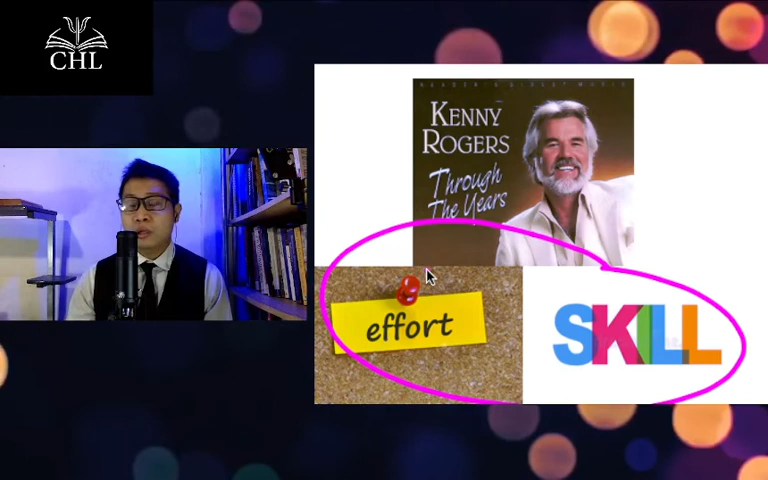 CHL
READER'S DIGEST MUSIC
KENNY
ROGERS
Through
The Years
effort
SKILL